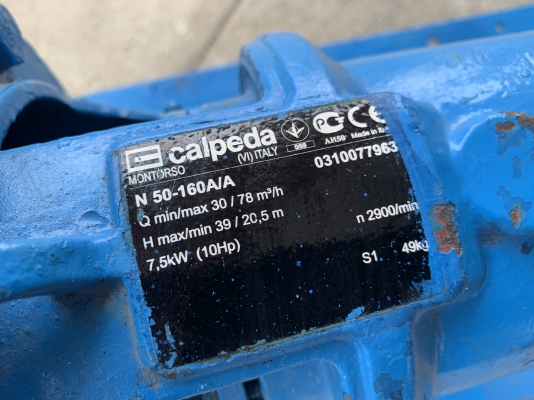 calpeda
MONTORSO (VI) ITALY
Made in
N 50-160A/A 0310077963
Q min/max 30 / 78 m³/h
H max/min 39 / 20,5 m n 2900/min
7,5kW (10Hp) S1 49kg